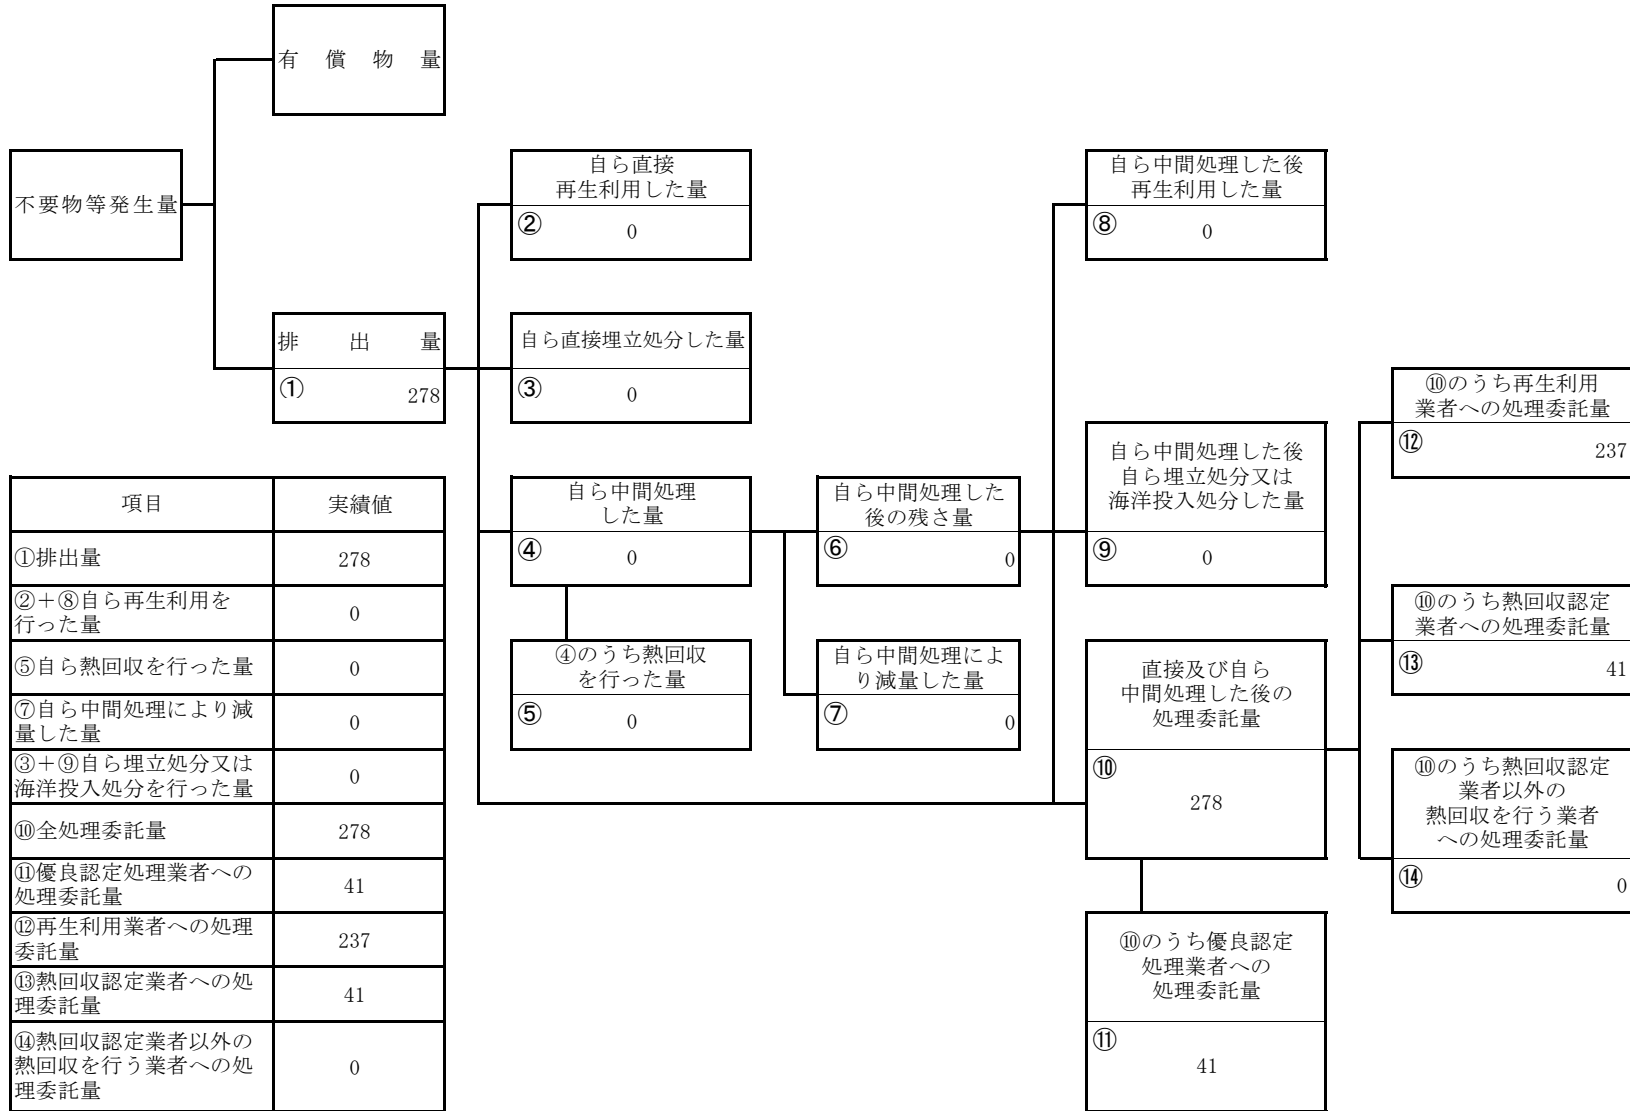 有償物量
不要物等発生量
排出量
① 278
自ら直接
再生利用した量
② 0
自ら直接埋立処分した量
③ 0
自ら中間処理
した量
④ 0
④のうち熱回収
を行った量
⑤ 0
自ら中間処理した
後の残さ量
⑥ 0
自ら中間処理によ
り減量した量
⑦ 0
自ら中間処理した後
再生利用した量
⑧ 0
自ら中間処理した後
自ら埋立処分又は
海洋投入処分した量
⑨ 0
直接及び自ら
中間処理した後の
処理委託量
⑩
278
⑩のうち優良認定
処理業者への
処理委託量
⑪
41
⑩のうち再生利用
業者への処理委託量
⑫ 237
⑩のうち熱回収認定
業者への処理委託量
⑬ 41
⑩のうち熱回収認定
業者以外の
熱回収を行う業者
への処理委託量
⑭ 0
項目 実績値
①排出量 278
②+⑧自ら再生利用を
行った量 0
⑤自ら熱回収を行った量 0
⑦自ら中間処理により減
量した量 0
③+⑨自ら埋立処分又は
海洋投入処分を行った量 0
⑩全処理委託量 278
⑪優良認定処理業者への
処理委託量 41
⑫再生利用業者への処理
委託量 237
⑬熱回収認定業者への処
理委託量 41
⑭熱回収認定業者以外の
熱回収を行う業者への処
理委託量 0